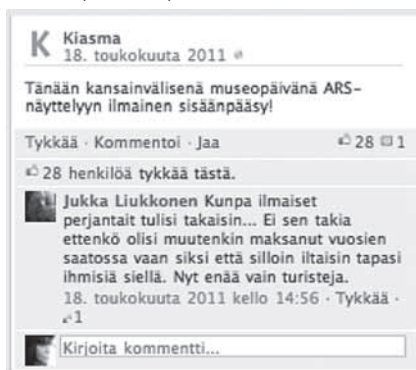 K Kiasma
18. toukokuuta 2011
Tänään kansainvälisenä museopäivänä ARS-
näyttelyyn ilmainen sisäänpääsy!
Tykkää · Kommentoi · Jaa 28 1
28 henkilöä tykkää tästä.
Jukka Liukkonen Kunpa ilmaiset
perjantait tulisi takaisin... Ei sen takia
ettenkö olisi muutenkin maksanut vuosien
saatossa vaan siksi että silloin iltaisin tapasi
ihmisiä siellä. Nyt enää vain turisteja.
18. toukokuuta 2011 kello 14:56 · Tykkää ·
1
Kirjoita kommentti...